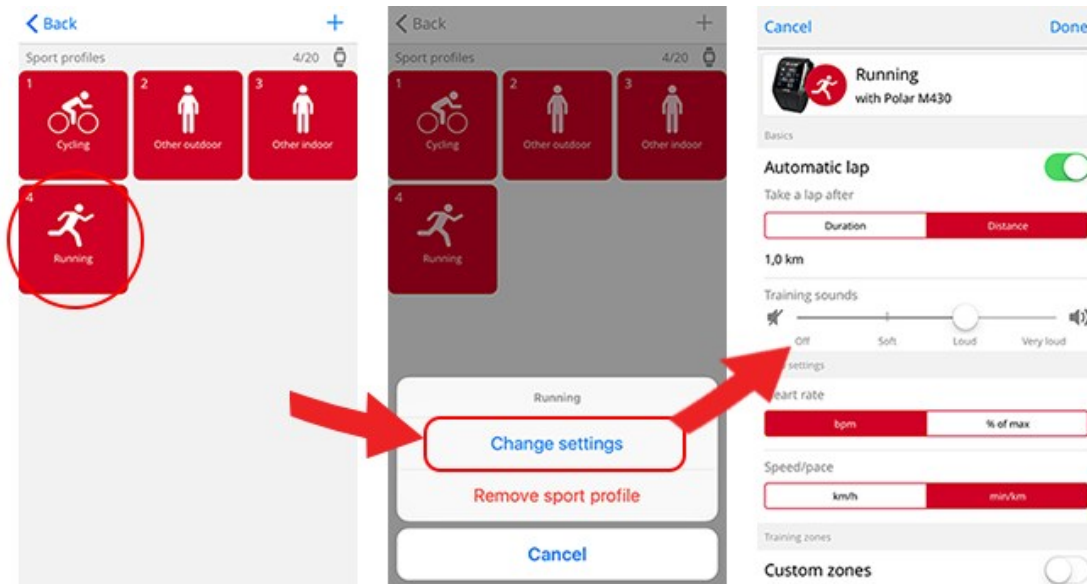 Back
+
Sport profiles 4/20
1
Cycling
2
Other outdoor
3
Other indoor
4
Running
Back
+
Sport profiles 4/20
1
Cycling
2
Other outdoor
3
Other indoor
4
Running
Running
Change settings
Remove sport profile
Cancel
Cancel Done
Running
with Polar M430
Basics
Automatic lap
Take a lap after
Duration Distance
1,0 km
Training sounds
Off Soft Loud Very loud
settings
eart rate
bpm % of max
Speed/pace
km/h min/km
Training zones
Custom zones